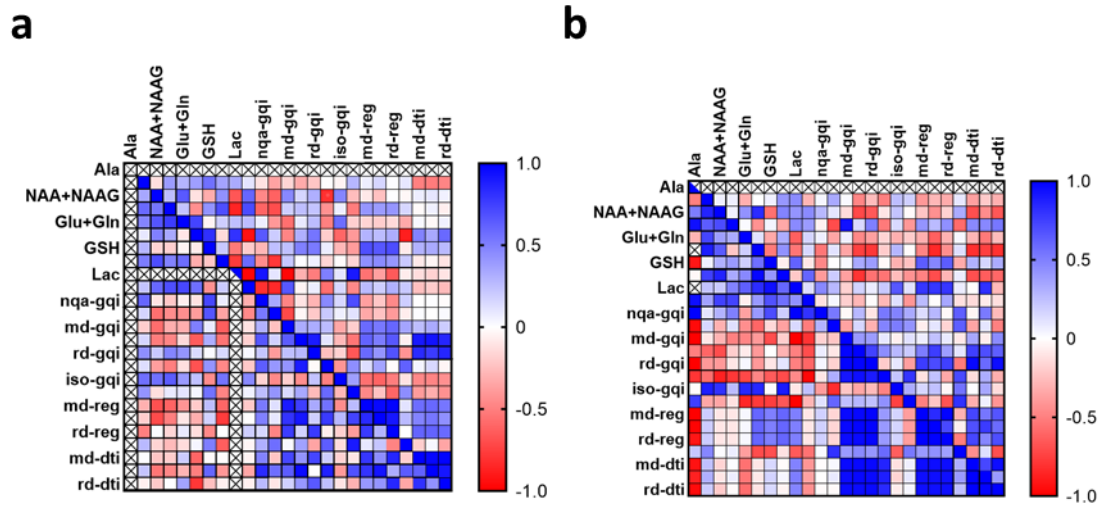 a
b
Ala
NAA+NAAG
Glu+Gln
GSH
Lac
nqa-gqi
md-gqi
rd-gqi
iso-gqi
md-reg
rd-reg
md-dti
rd-dti
Ala
NAA+NAAG
Glu+Gln
GSH
Lac
nqa-gqi
md-gqi
rd-gqi
iso-gqi
md-reg
rd-reg
md-dti
rd-dti
1.0
0.5
0
-0.5
-1.0
Ala
NAA+NAAG
Glu+Gln
GSH
Lac
nqa-gqi
md-gqi
rd-gqi
iso-gqi
md-reg
rd-reg
md-dti
rd-dti
Ala
NAA+NAAG
Glu+Gln
GSH
Lac
nqa-gqi
md-gqi
rd-gqi
iso-gqi
md-reg
rd-reg
md-dti
rd-dti
1.0
0.5
0
-0.5
-1.0